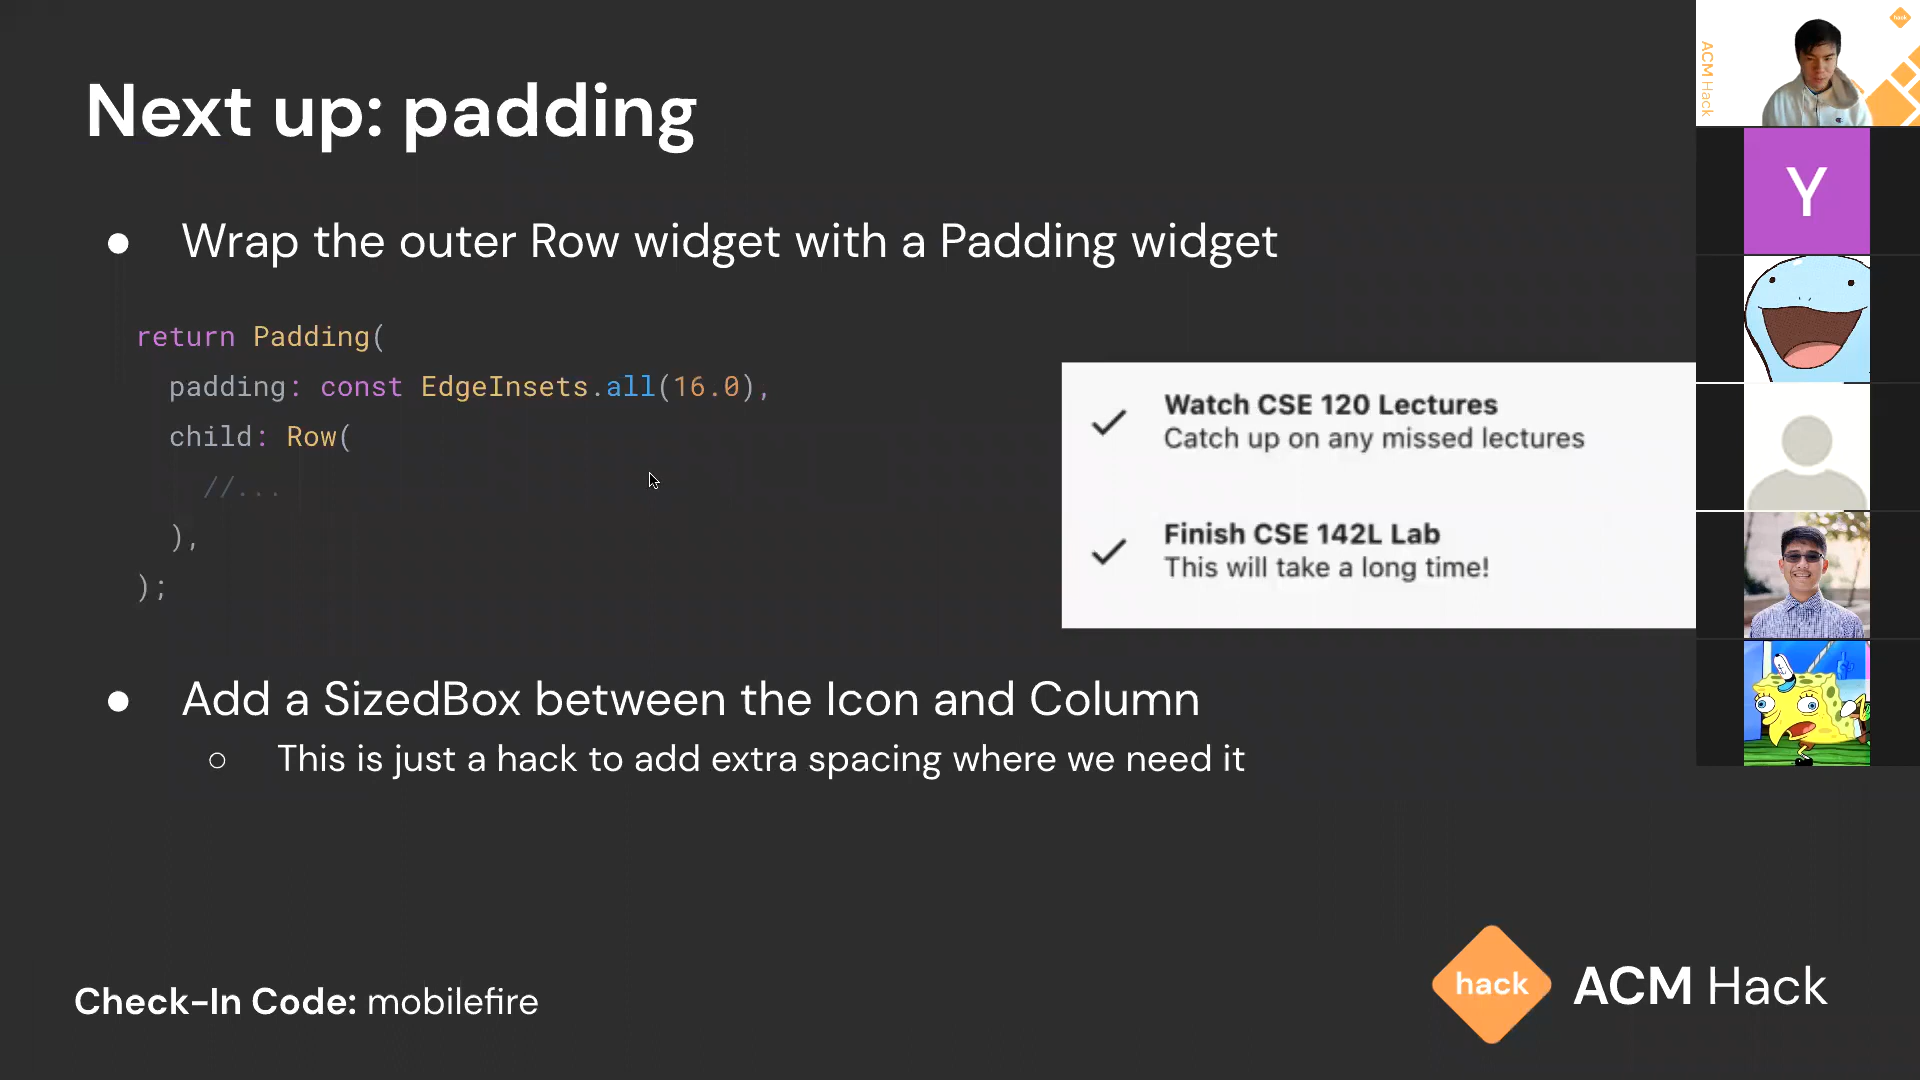 Next up: padding
● Wrap the outer Row widget with a Padding widget
return Padding(
  padding: const EdgeInsets.all(16.0),
  child: Row(
    //...
  ),
);
Watch CSE 120 Lectures
Catch up on any missed lectures
Finish CSE 142L Lab
This will take a long time!
● Add a SizedBox between the Icon and Column
○ This is just a hack to add extra spacing where we need it
Check-In Code: mobilefire
hack
ACM Hack
ACM Hack
hack
Y